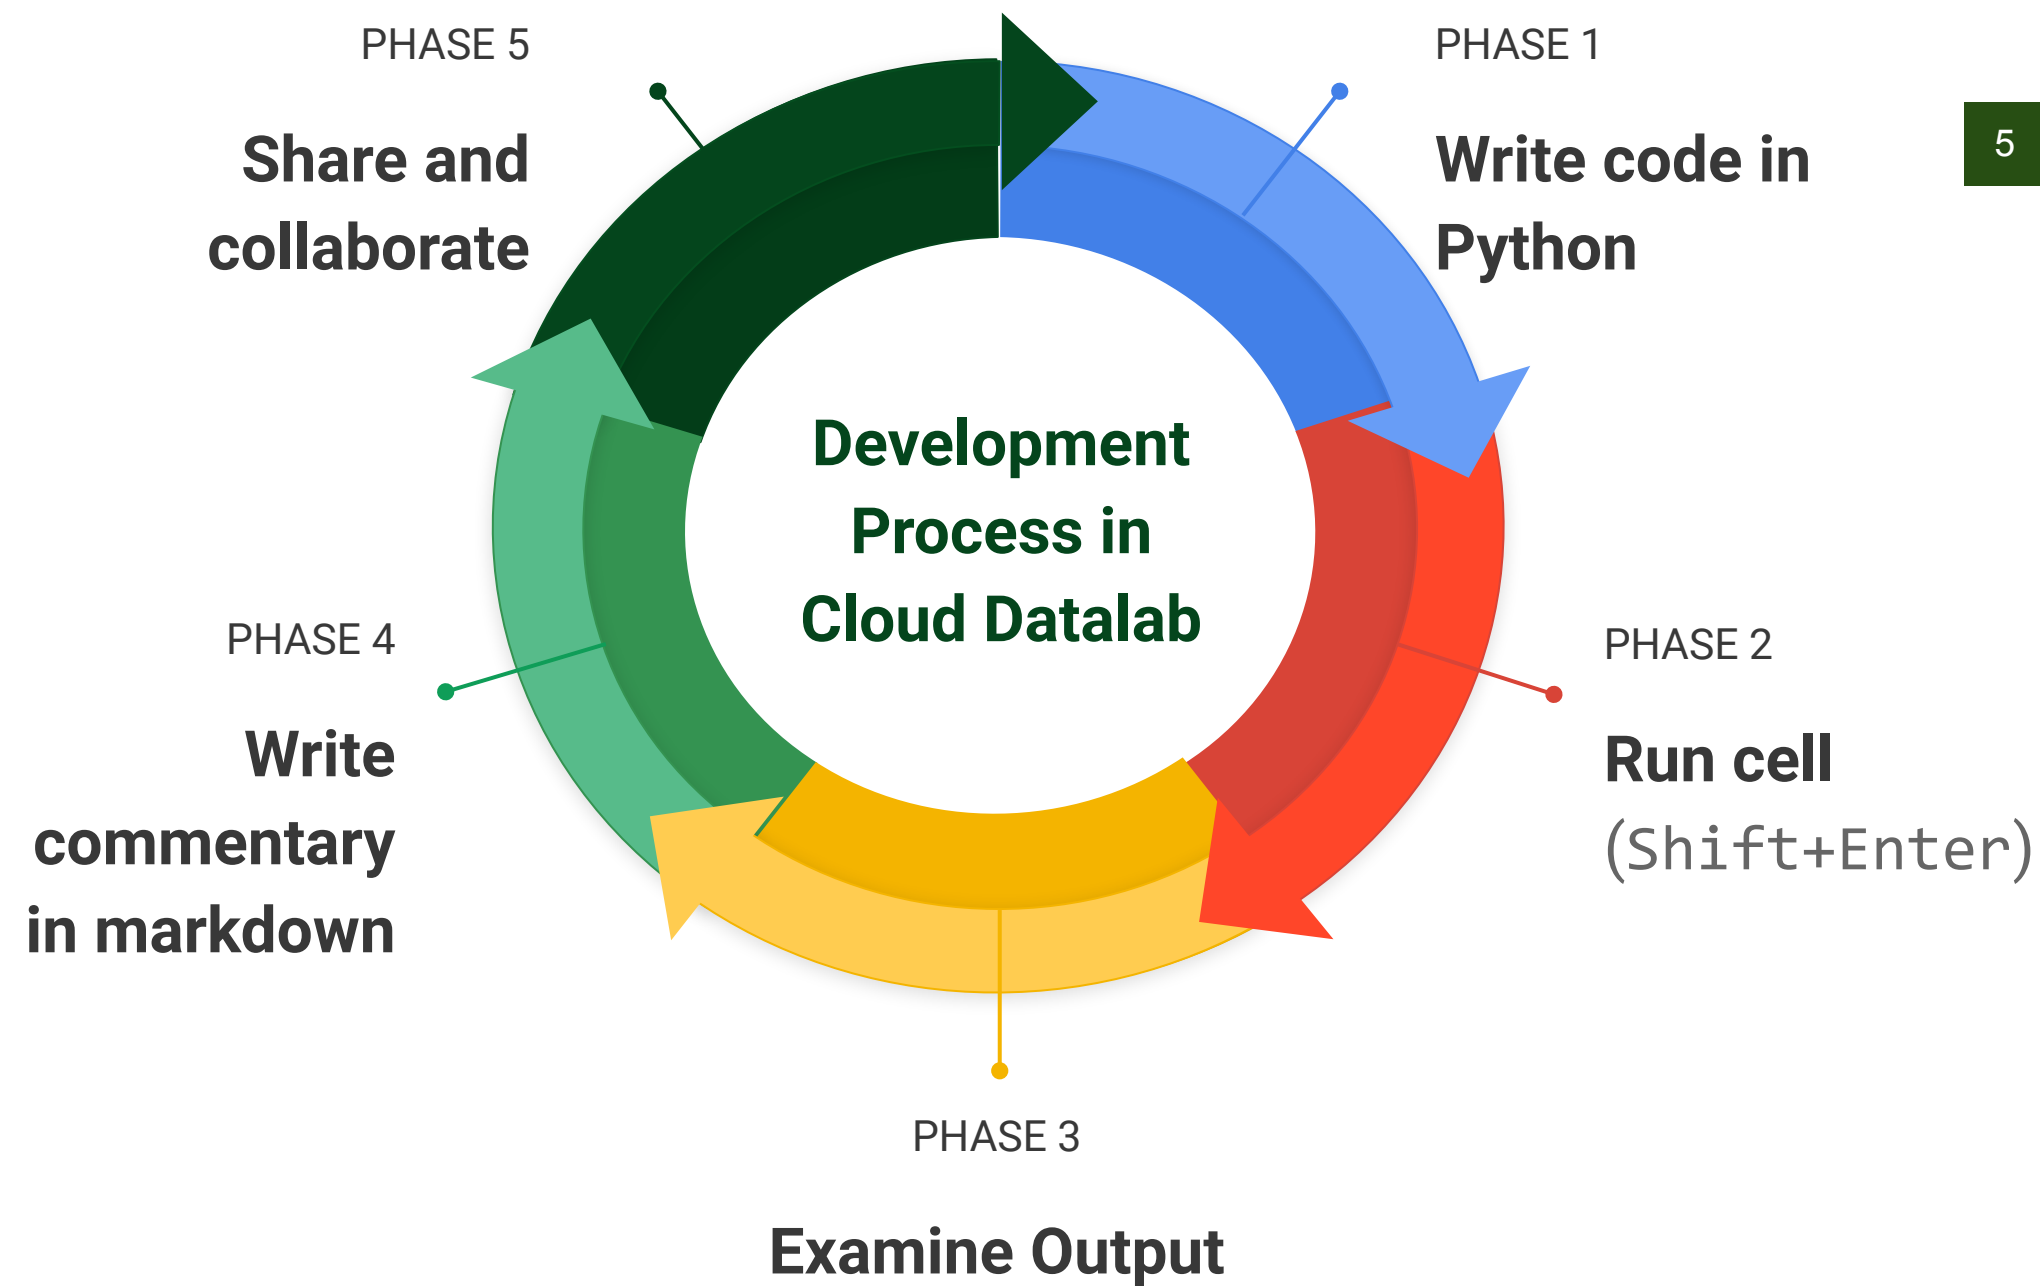 PHASE 5
Share and
collaborate
PHASE 1
Write code in
Python
5
Development
Process in
Cloud Datalab
PHASE 4
Write
commentary
in markdown
PHASE 2
Run cell
(Shift+Enter)
PHASE 3
Examine Output